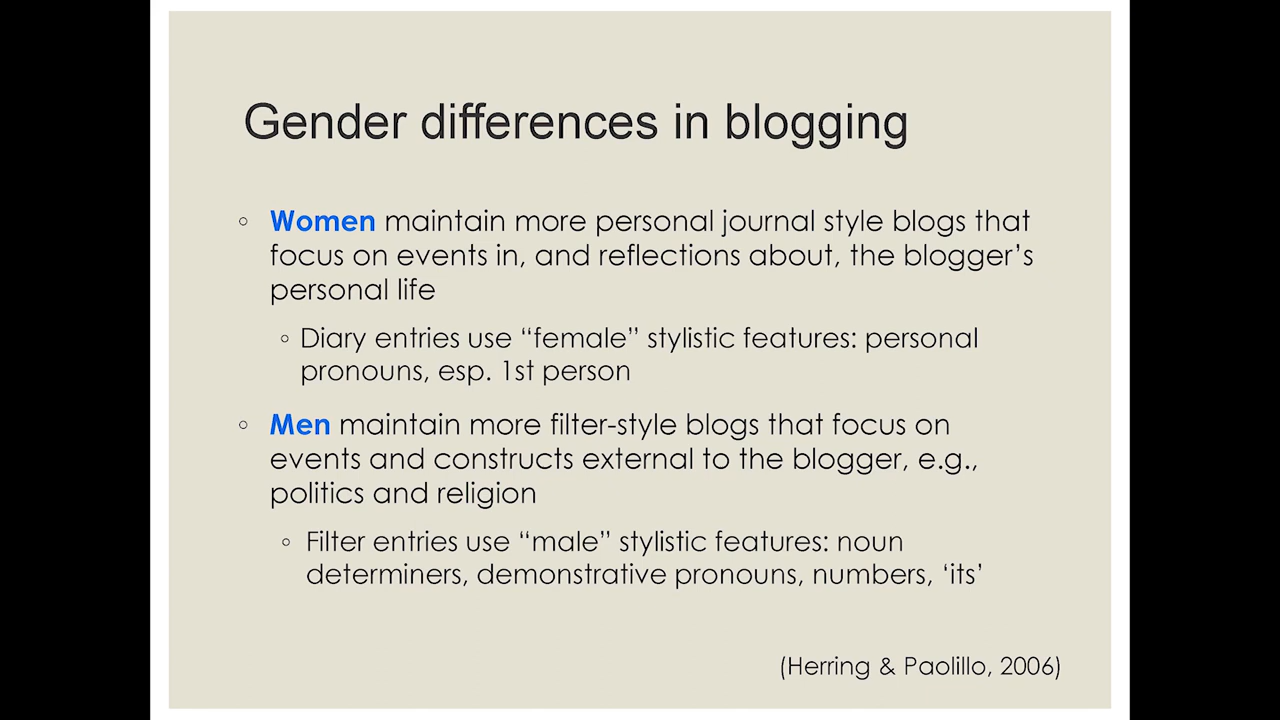 Gender differences in blogging
◦ Women maintain more personal journal style blogs that
focus on events in, and reflections about, the blogger’s
personal life
◦ Diary entries use “female” stylistic features: personal
pronouns, esp. 1st person
◦ Men maintain more filter-style blogs that focus on
events and constructs external to the blogger, e.g.,
politics and religion
◦ Filter entries use “male” stylistic features: noun
determiners, demonstrative pronouns, numbers, ‘its’
(Herring & Paolillo, 2006)